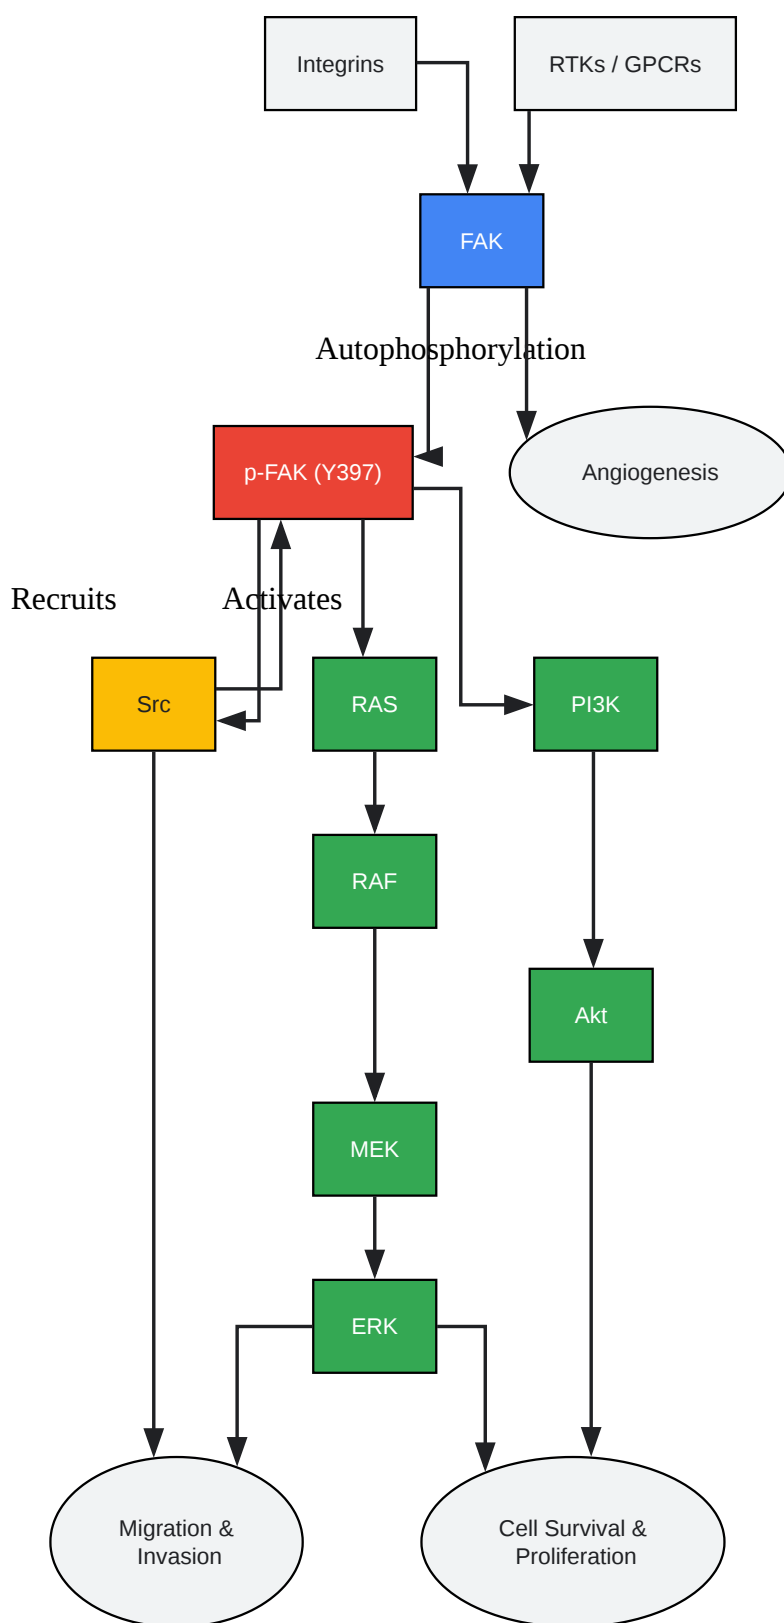 Integrins
RTKs / GPCRs
FAK
Autophosphorylation
p-FAK (Y397)
Angiogenesis
Recruits
Activates
Src
RAS
PI3K
RAF
Akt
MEK
ERK
Migration &
Invasion
Cell Survival &
Proliferation